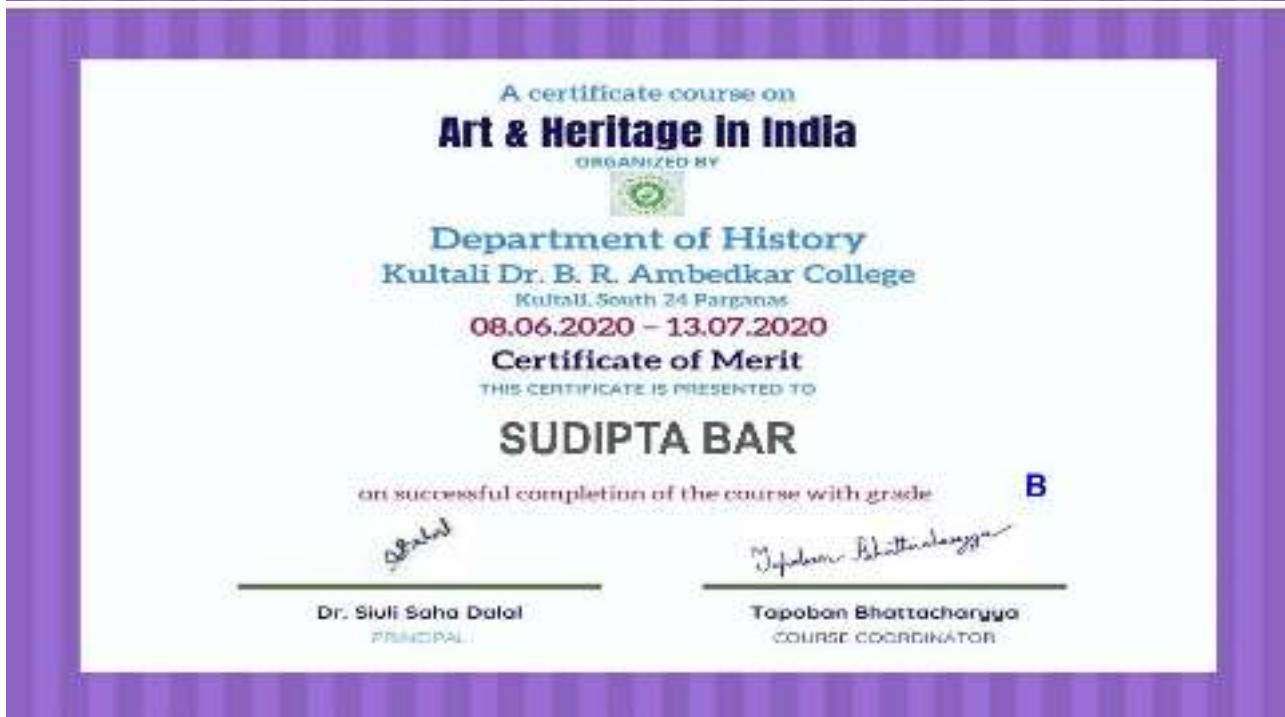 A certificate course on
Art & Heritage in India
ORGANIZED BY
Department of History
Kultali Dr. B. R. Ambedkar College
Kultali, South 24 Parganas
08.06.2020 – 13.07.2020
Certificate of Merit
THIS CERTIFICATE IS PRESENTED TO
SUDIPTA BAR
on successful completion of the course with grade B
Tapoban Bhattacharyya
Dr. Siuli Saha Dalal
Tapoban Bhattacharyya
PRINCIPAL
COURSE COORDINATOR